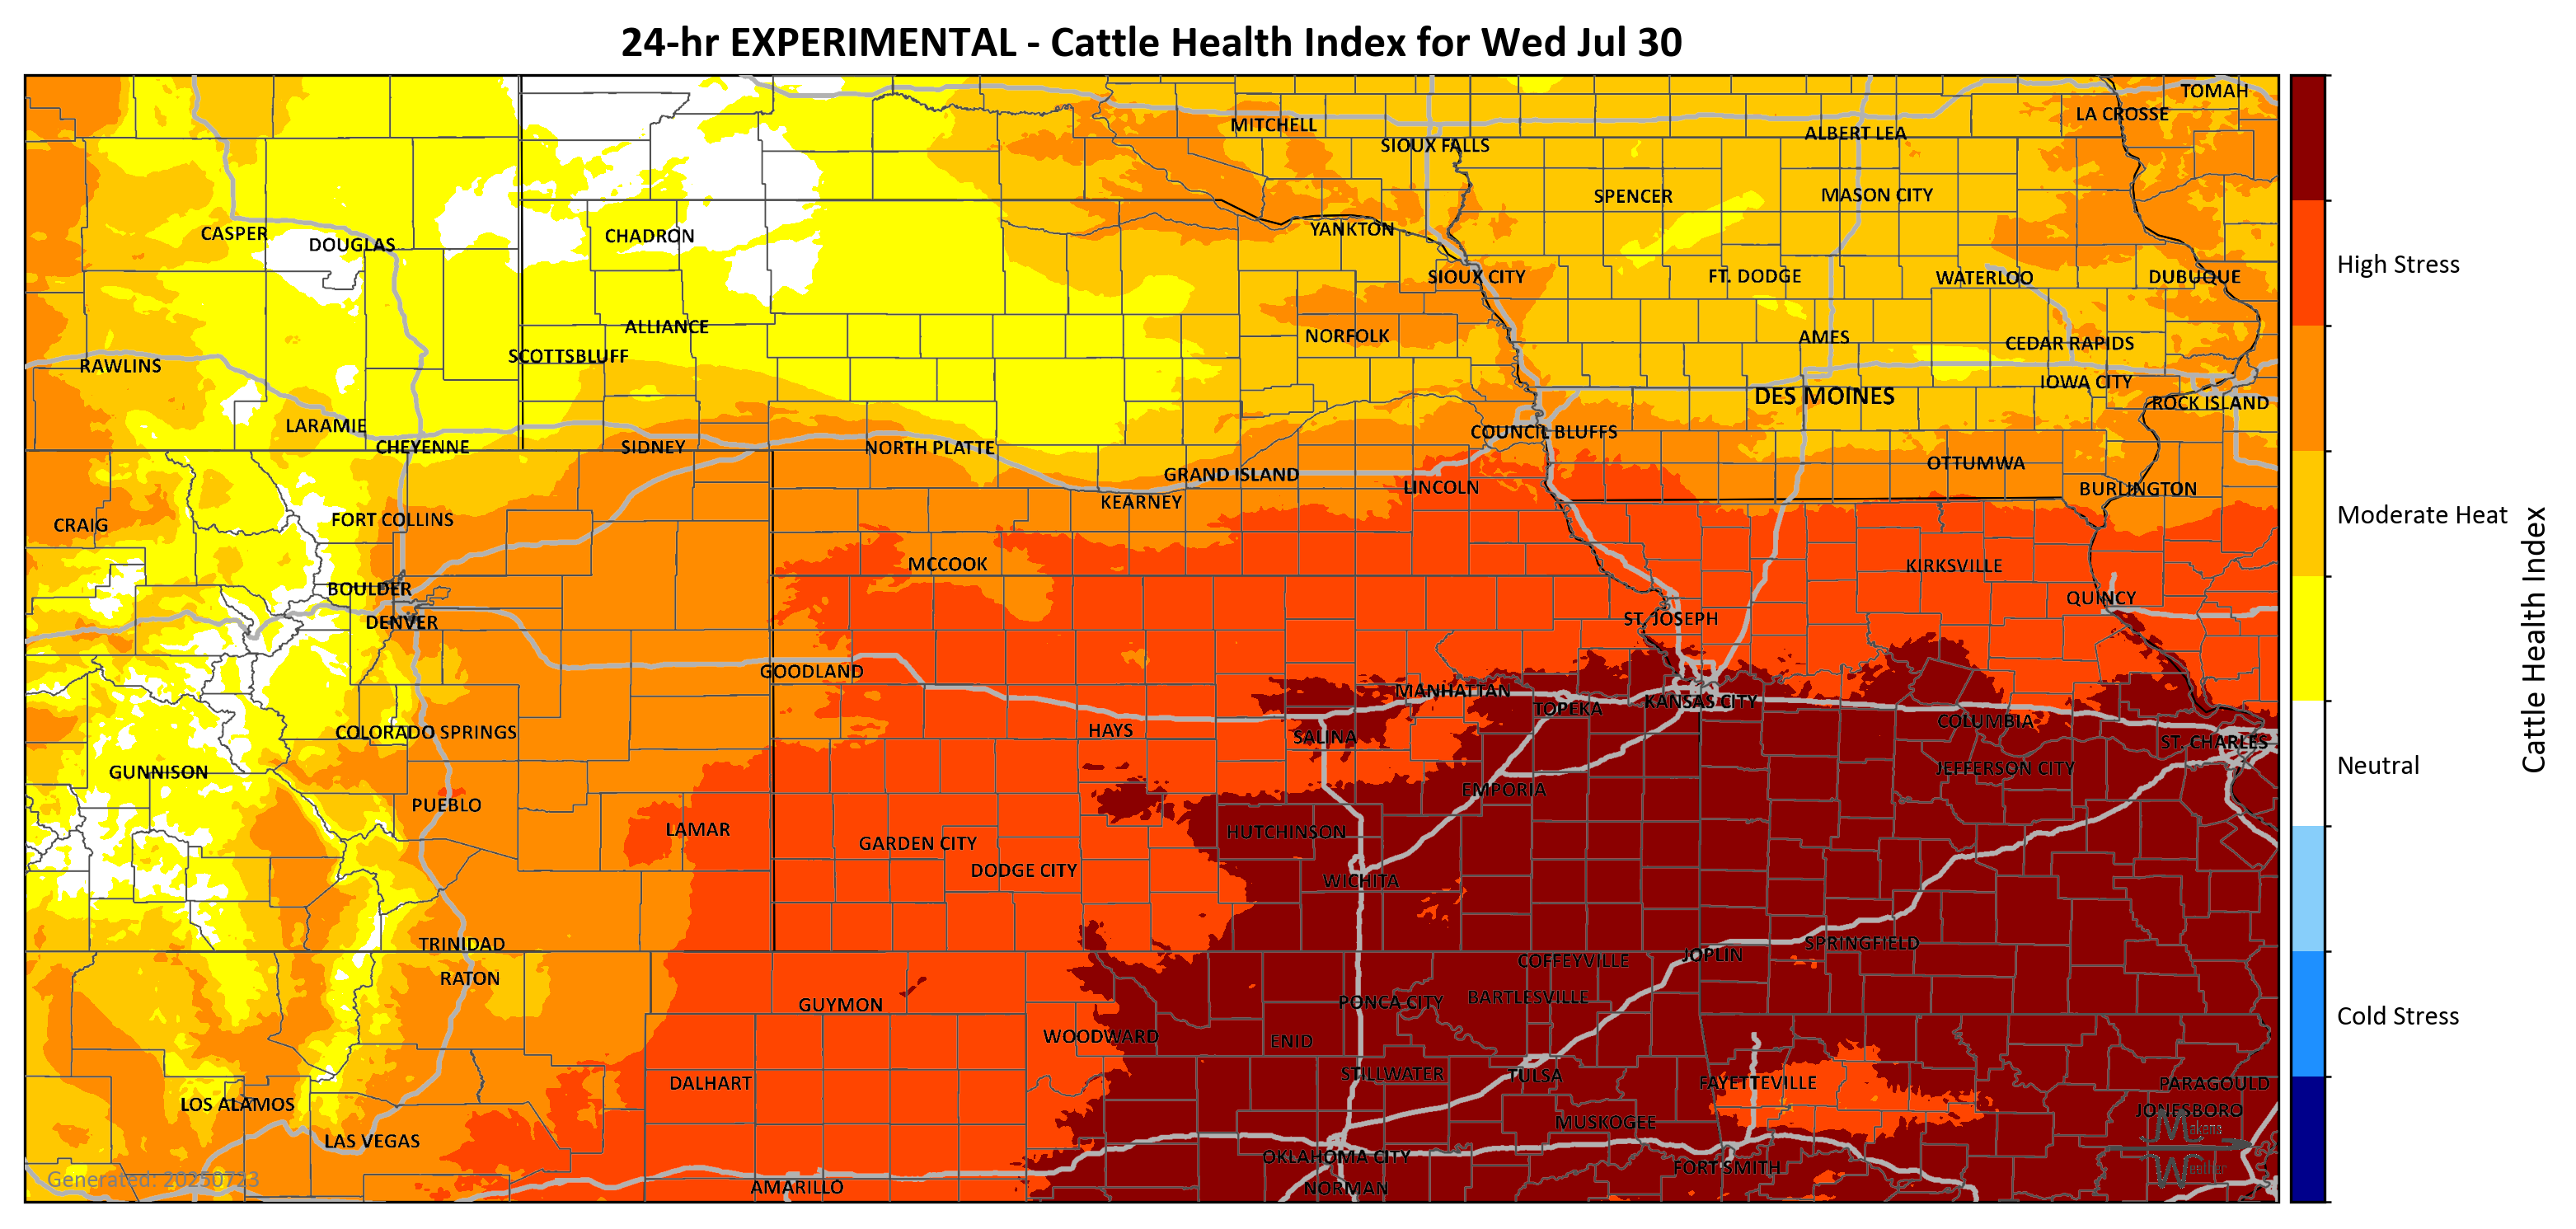 24-hr EXPERIMENTAL - Cattle Health Index for Wed Jul 30
TOMAH
LA CROSSE
MITCHELL
ALBERT LEA
SIOUX FALLS
SPENCER
MASON CITY
CASPER
DOUGLAS
CHADRON
YANKTON
SIOUX CITY
FT. DODGE
WATERLOO
DUBUQUE
ALLIANCE
NORFOLK
AMES
CEDAR RAPIDS
SCOTTSBLUFF
RAWLINS
IOWA CITY
DES MOINES
ROCK ISLAND
LARAMIE
COUNCIL BLUFFS
CHEYENNE
SIDNEY
NORTH PLATTE
OTTUMWA
GRAND ISLAND
LINCOLN
BURLINGTON
KEARNEY
CRAIG
FORT COLLINS
MCCOOK
KIRKSVILLE
BOULDER
QUINCY
DENVER
ST. JOSEPH
GOODLAND
MANHATTAN
KANSAS CITY
TOPEKA
COLUMBIA
COLORADO SPRINGS
HAYS
SALINA
ST. CHARLES
GUNNISON
JEFFERSON CITY
EMPORIA
PUEBLO
LAMAR
HUTCHINSON
GARDEN CITY
DODGE CITY
WICHITA
TRINIDAD
SPRINGFIELD
JOPLIN
COFFEYVILLE
RATON
BARTLESVILLE
GUYMON
PONCA CITY
WOODWARD
ENID
STILLWATER
TULSA
DALHART
FAYETTEVILLE
PARAGOULD
LOS ALAMOS
JONESBORO
MUSKOGEE
LAS VEGAS
OKLAHOMA CITY
FORT SMITH
AMARILLO
NORMAN
Generated: 20250723
Weather
High Stress
Moderate Heat
Neutral
Cold Stress
Cattle Health Index